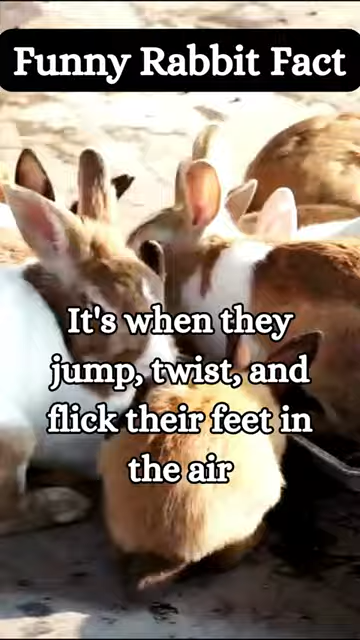 Funny Rabbit Fact
It's when they
jump, twist, and
flick their feet in
the air